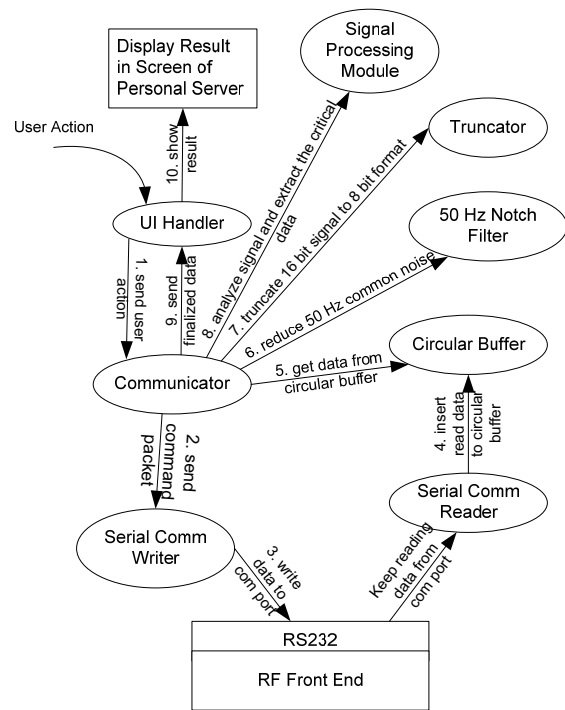 Display Result
in Screen of
Personal Server
Signal
Processing
Module
User Action
Truncator
10. show
result
UI Handler
50 Hz Notch
Filter
1. send user
action
9. send
finalized data
8. analyze signal and extract the critical
data
7. truncate 16 bit signal to 8 bit format
6. reduce 50 Hz common noise
Circular Buffer
5. get data from
circular buffer
Communicator
4. insert
read data
to circular
buffer
2. send
command
packet
Serial Comm
Reader
Serial Comm
Writer
3. write
data to
com port
Keep reading
data from
com port
RS232
RF Front End